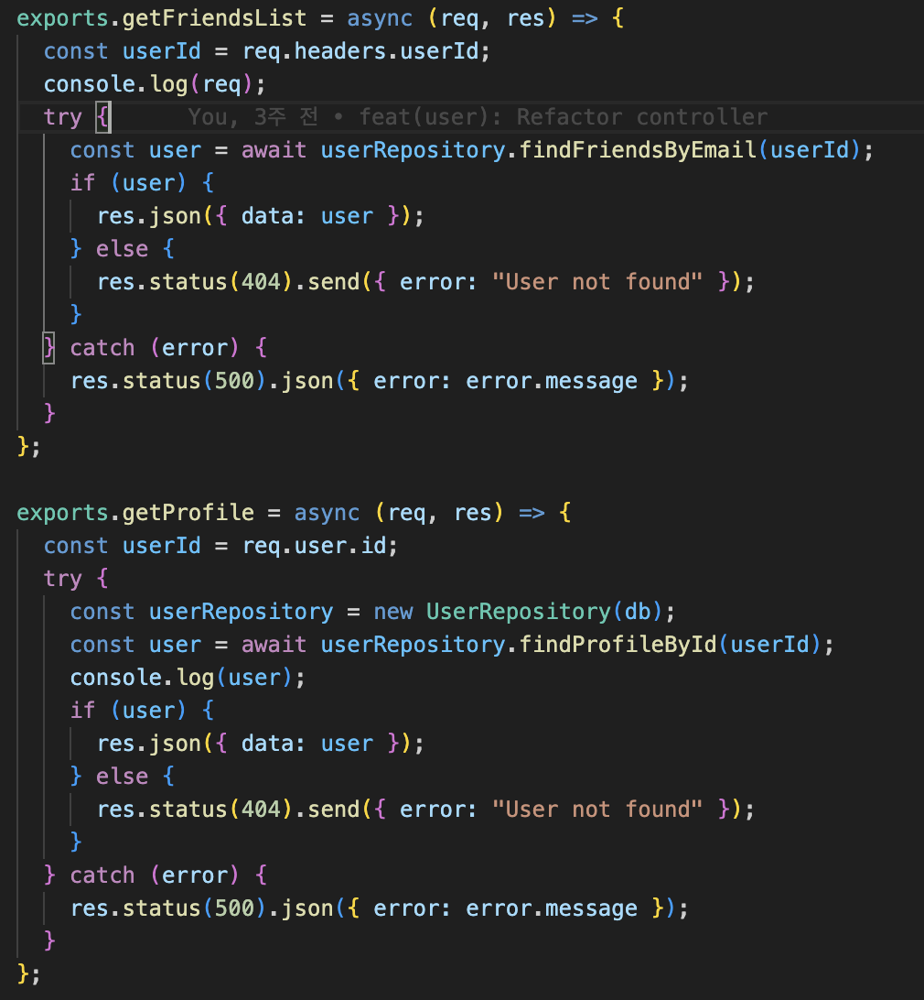 exports.getFriendsList = async (req, res) => {
  const userId = req.headers.userId;
  console.log(req);
  try {       You, 3주 전 • feat(user): Refactor controller
    const user = await userRepository.findFriendsByEmail(userId);
    if (user) {
      res.json({ data: user });
    } else {
      res.status(404).send({ error: "User not found" });
    }
  } catch (error) {
    res.status(500).json({ error: error.message });
  }
};

exports.getProfile = async (req, res) => {
  const userId = req.user.id;
  try {
    const userRepository = new UserRepository(db);
    const user = await userRepository.findProfileById(userId);
    console.log(user);
    if (user) {
      res.json({ data: user });
    } else {
      res.status(404).send({ error: "User not found" });
    }
  } catch (error) {
    res.status(500).json({ error: error.message });
  }
};